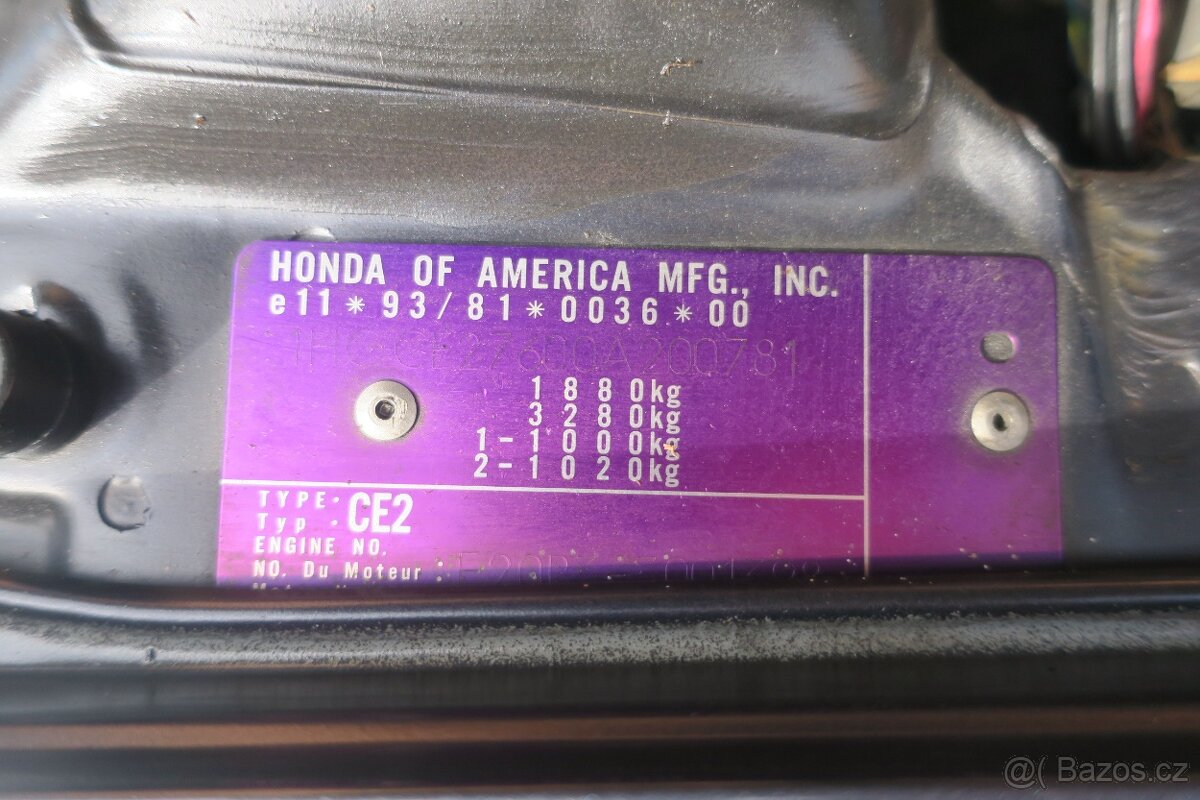 HONDA OF AMERICA MFG., INC.
e11*93/81*0036*00
1880kg
3280kg
1-1000kg
2-1020kg
TYPE·
Typ · CE2
ENGINE NO.
NO. Du Moteur :
@( Bazos.cz